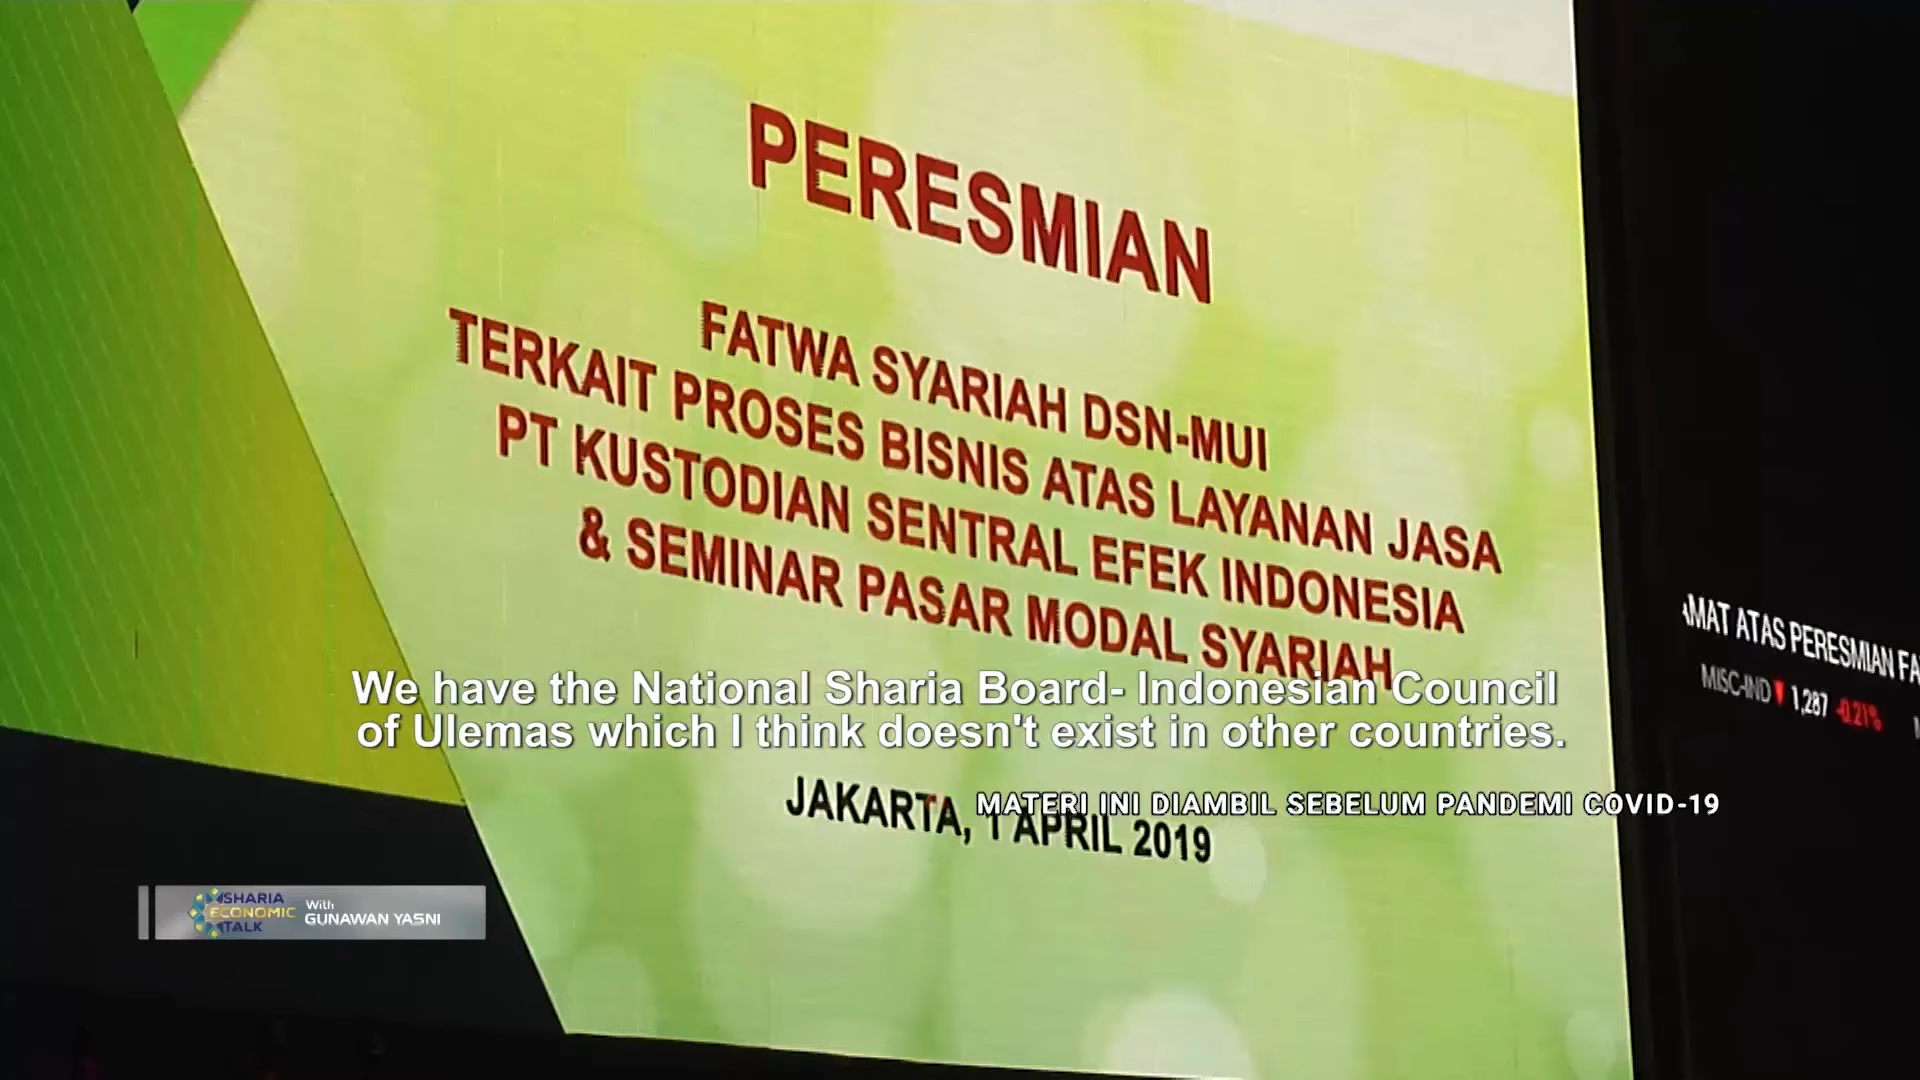 PERESMIAN
FATWA SYARIAH DSN-MUI
TERKAIT PROSES BISNIS ATAS LAYANAN JASA
PT KUSTODIAN SENTRAL EFEK INDONESIA
& SEMINAR PASAR MODAL SYARIAH
We have the National Sharia Board- Indonesian Council
of Ulemas which I think doesn't exist in other countries.
JAKARTA, 1 APRIL 2019
MATERI INI DIAMBIL SEBELUM PANDEMI COVID-19
ATAS PERESMIAN
MISC-IND 1,287 -0.21%
SHARIA
ECONOMIC
TALK
With
GUNAWAN YASNI